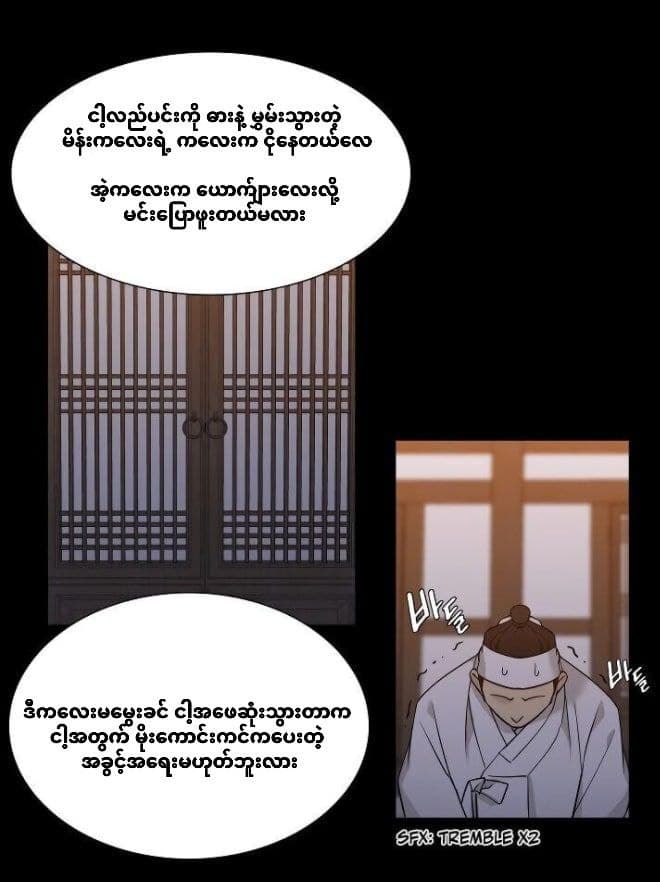 ငါ့လည်ပင်းကို ဓားနဲ့ မွှမ်းသွားတဲ့
မိန်းကလေးရဲ့ ကလေးက ငိုနေတယ်လေ
အဲ့ကလေးက ယောက်ျားလေးလို့
မင်းပြောဖူးတယ်မလား
바들
바들
ဒီကလေးမမွေးခင် ငါ့အဖေဆုံးသွားတာက
ငါ့အတွက် မိုးကောင်းကင်ကပေးတဲ့
အခွင့်အရေးမဟုတ်ဘူးလား
SFX: TREMBLE X2